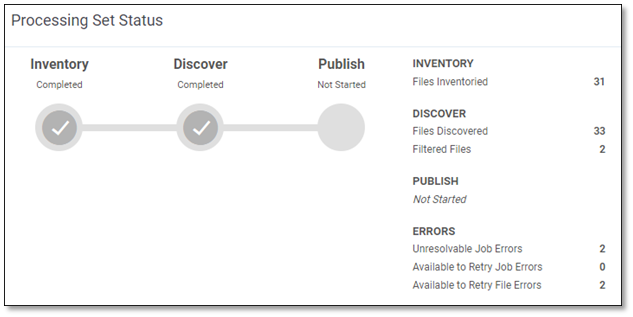 Processing Set Status
Inventory
Completed
Discover
Completed
Publish
Not Started
INVENTORY
Files Inventoried 31
DISCOVER
Files Discovered 33
Filtered Files 2
PUBLISH
Not Started
ERRORS
Unresolvable Job Errors 2
Available to Retry Job Errors 0
Available to Retry File Errors 2